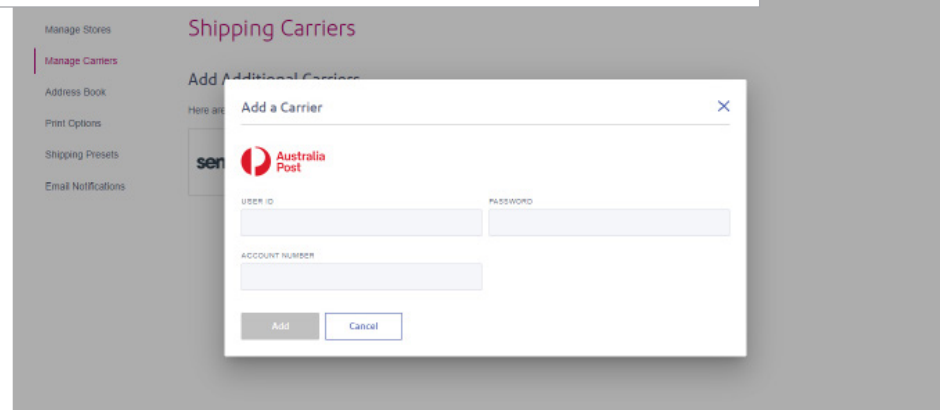 Manage Stores
Manage Carriers
Address Book
Print Options
Shipping Presets
Email Notifications
Shipping Carriers
Add Additional Carriers
Here are
Add a Carrier
Australia
Post
USER ID
PASSWORD
ACCOUNT NUMBER
Add
Cancel